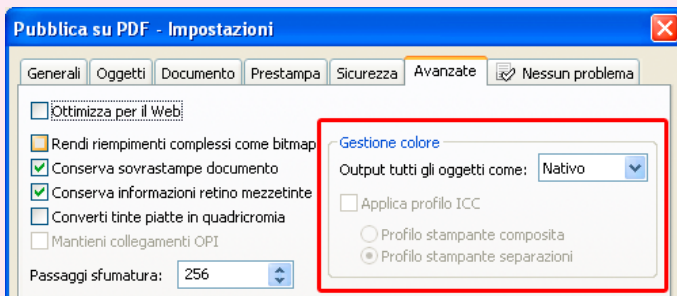 Pubblica su PDF - Impostazioni
Generali Oggetti Documento Prestampa Sicurezza Avanzate Nessun problema
Ottimizza per il Web
Rendi riempimenti complessi come bitmap
Conserva sovrastampe documento
Conserva informazioni retino mezzetinte
Converti tinte piatte in quadricromia
Mantieni collegamenti OPI
Passaggi sfumatura: 256
Gestione colore
Output tutti gli oggetti come: Nativo
Applica profilo ICC
Profilo stampante composita
Profilo stampante separazioni